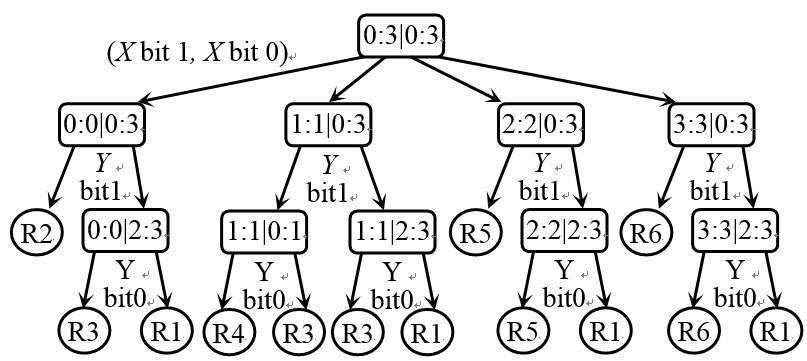 0:3|0:3
(X bit 1, X bit 0)
0:0|0:3 1:1|0:3 2:2|0:3 3:3|0:3
Y Y Y Y
bit1 bit1 bit1 bit1
R2 0:0|2:3 1:1|0:1 1:1|2:3 R5 2:2|2:3 R6 3:3|2:3
Y Y Y Y Y
bit0 bit0 bit0 bit0 bit0
R3 R1 R4 R3 R3 R1 R5 R1 R6 R1